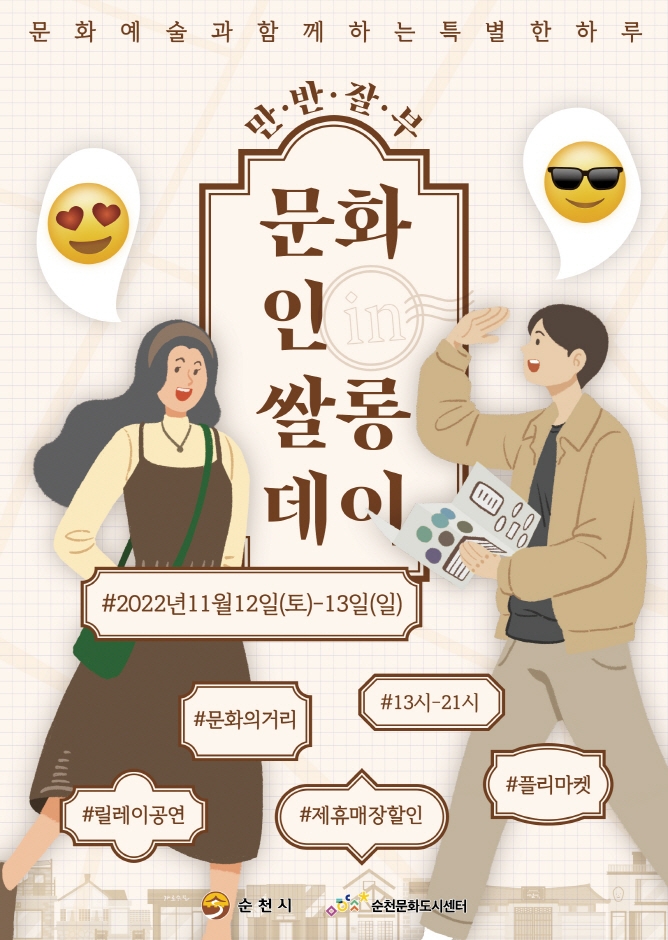 문화예술과함께하는특별한하루
만·반·잘·부
문화
인 in
쌀롱
데이
#2022년11월12일(토)-13일(일)
#문화의거리
#13시-21시
#플리마켓
#릴레이공연
#제휴매장할인
순천시
순천문화도시센터